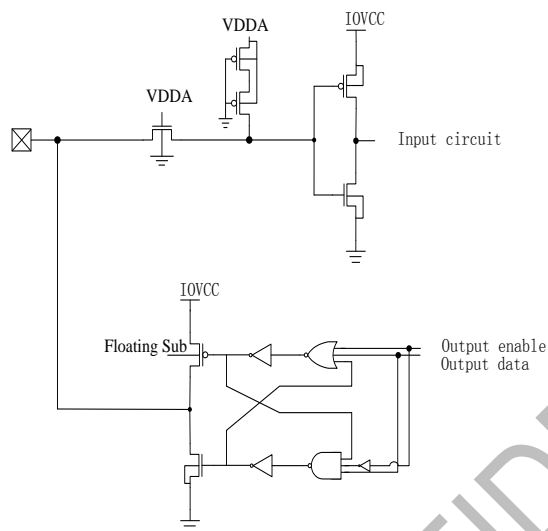 VDDA
IOVCC
VDDA
Input circuit
IOVCC
Floating Sub
Output enable
Output data